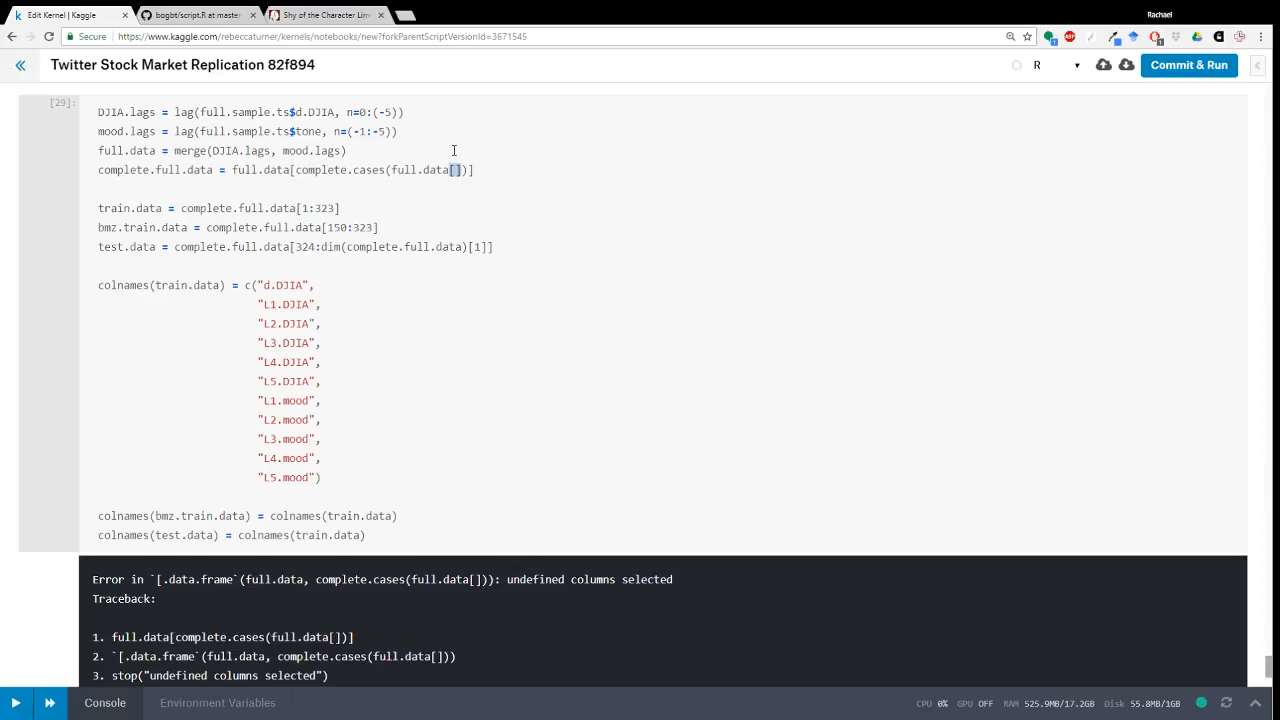 Edit Kernel | Kaggle
bogbt/script.R at master
Shy of the Character Lim
Rachael
Secure
https://www.kaggle.com/rebeccaturner/kernels/notebooks/new?forkParentScriptVersionId=3671545
Twitter Stock Market Replication 82f894
R
Commit & Run
[29]:
DJIA.lags = lag(full.sample.ts$d.DJIA, n=0:(-5))
mood.lags = lag(full.sample.ts$tone, n=(-1:-5))
full.data = merge(DJIA.lags, mood.lags)
complete.full.data = full.data[complete.cases(full.data[])]
train.data = complete.full.data[1:323]
bmz.train.data = complete.full.data[150:323]
test.data = complete.full.data[324:dim(complete.full.data)[1]]
colnames(train.data) = c("d.DJIA",
"L1.DJIA",
"L2.DJIA",
"L3.DJIA",
"L4.DJIA",
"L5.DJIA",
"L1.mood",
"L2.mood",
"L3.mood",
"L4.mood",
"L5.mood")
colnames(bmz.train.data) = colnames(train.data)
colnames(test.data) = colnames(train.data)
Error in `[.data.frame`(full.data, complete.cases(full.data[])): undefined columns selected
Traceback:
1. full.data[complete.cases(full.data[])]
2. `[.data.frame`(full.data, complete.cases(full.data[]))
3. stop("undefined columns selected")
Console
Environment Variables
CPU 0% GPU OFF RAM 525.9MB/17.2GB Disk 55.8MB/1GB